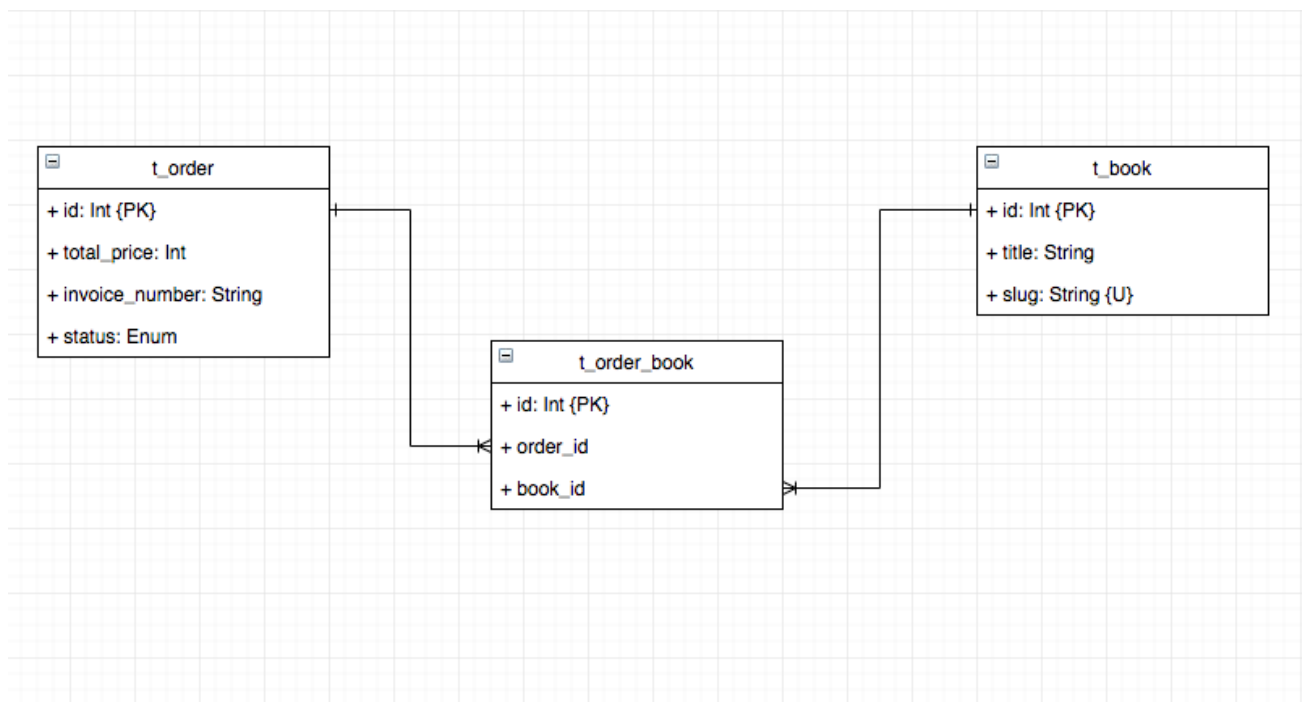 t_order
+ id: Int {PK}
+ total_price: Int
+ invoice_number: String
+ status: Enum
t_order_book
+ id: Int {PK}
+ order_id
+ book_id
t_book
+ id: Int {PK}
+ title: String
+ slug: String {U}